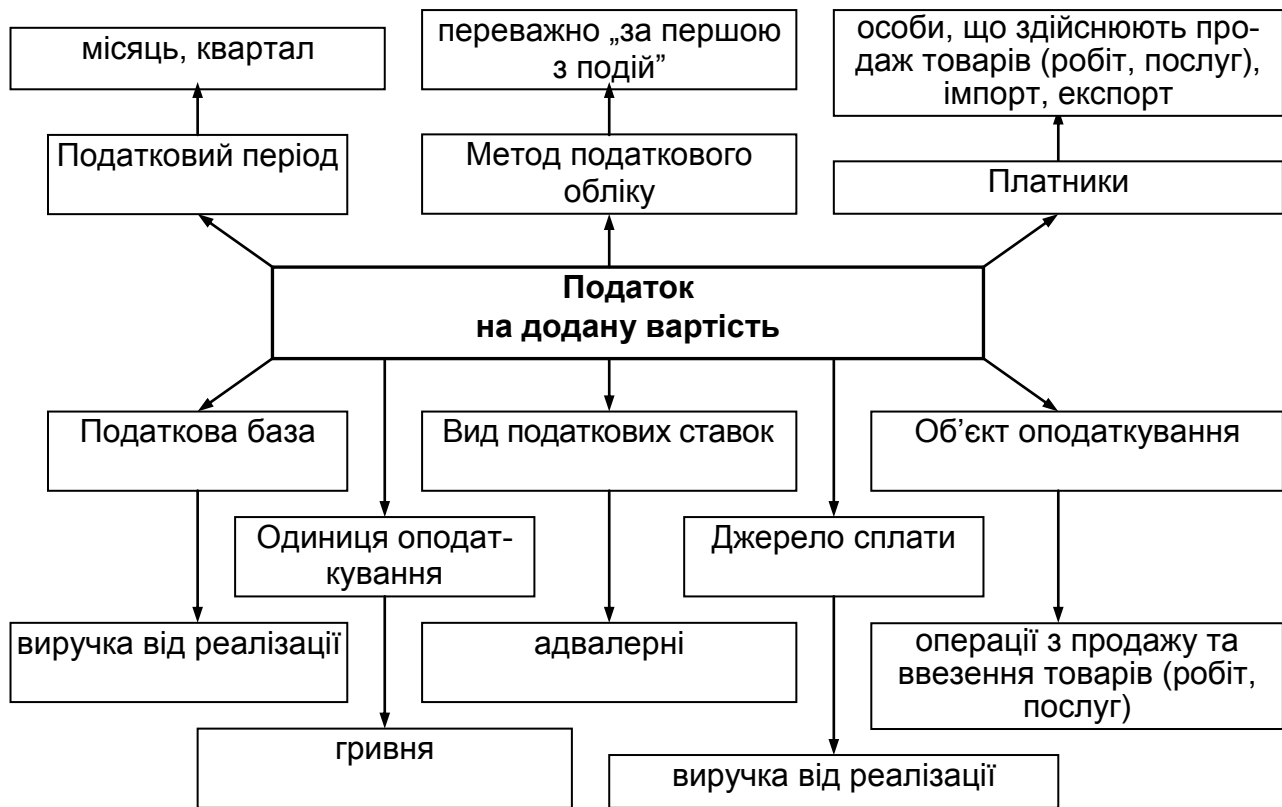 місяць, квартал
переважно „за першою
з подій”
особи, що здійснюють про-
даж товарів (робіт, послуг),
імпорт, експорт
Податковий період
Метод податкового
обліку
Платники
Податок
на додану вартість
Податкова база
Вид податкових ставок
Об’єкт оподаткування
Одиниця оподат-
кування
Джерело сплати
виручка від реалізації
адвалерні
операції з продажу та
ввезення товарів (робіт,
послуг)
гривня
виручка від реалізації